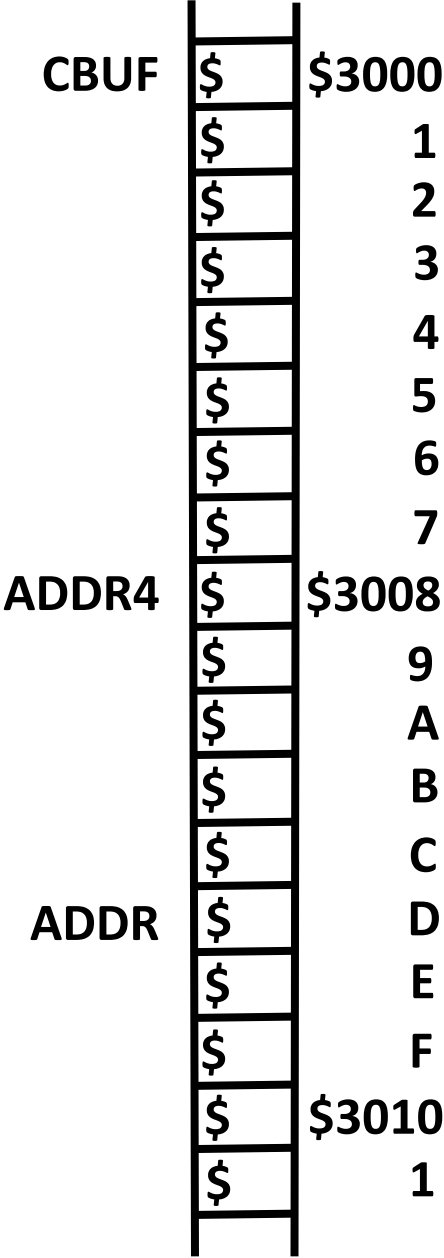 CBUF $ $3000
$ 1
$ 2
$ 3
$ 4
$ 5
$ 6
$ 7
ADDR4 $ $3008
$ 9
$ A
$ B
$ C
ADDR $ D
$ E
$ F
$ $3010
$ 1